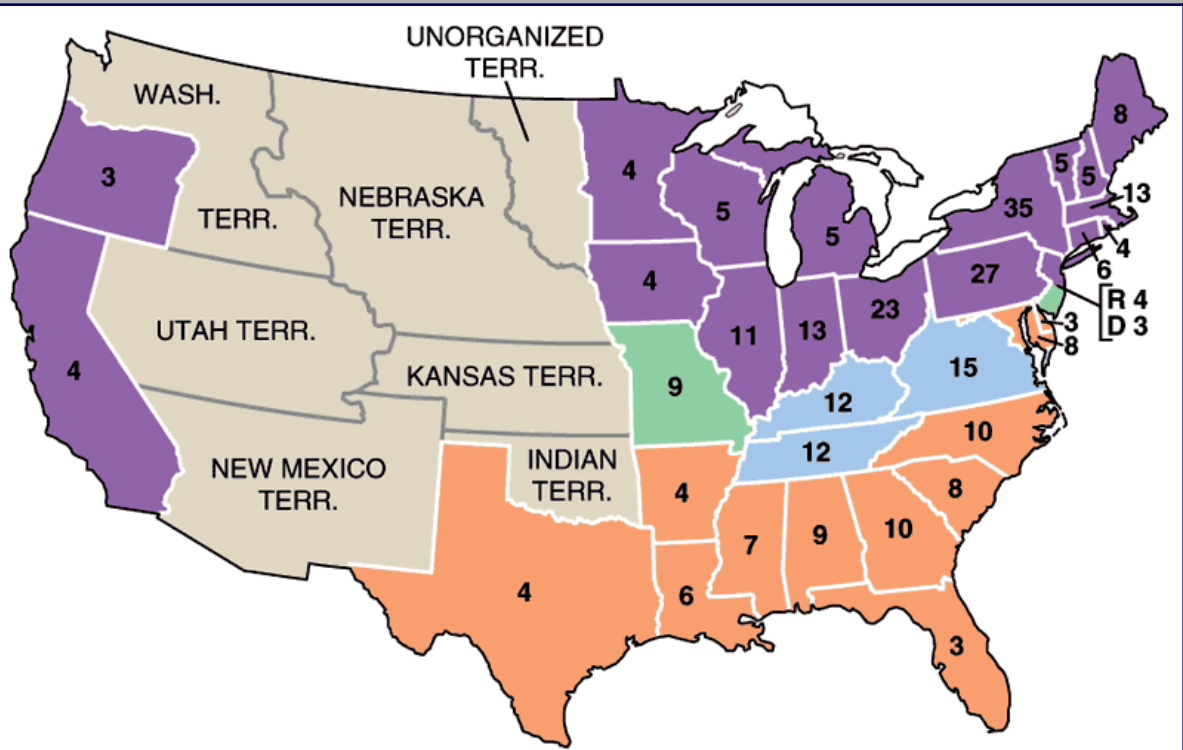 UNORGANIZED
TERR.
WASH.
8
3
4
5
5
NEBRASKA
TERR.
13
5
35
TERR.
5
4
6
27
4
R 4
D 3
23
3
UTAH TERR.
11
13
8
4
KANSAS TERR.
9
15
12
10
12
NEW MEXICO
TERR.
INDIAN
TERR.
4
8
10
9
7
4
6
3